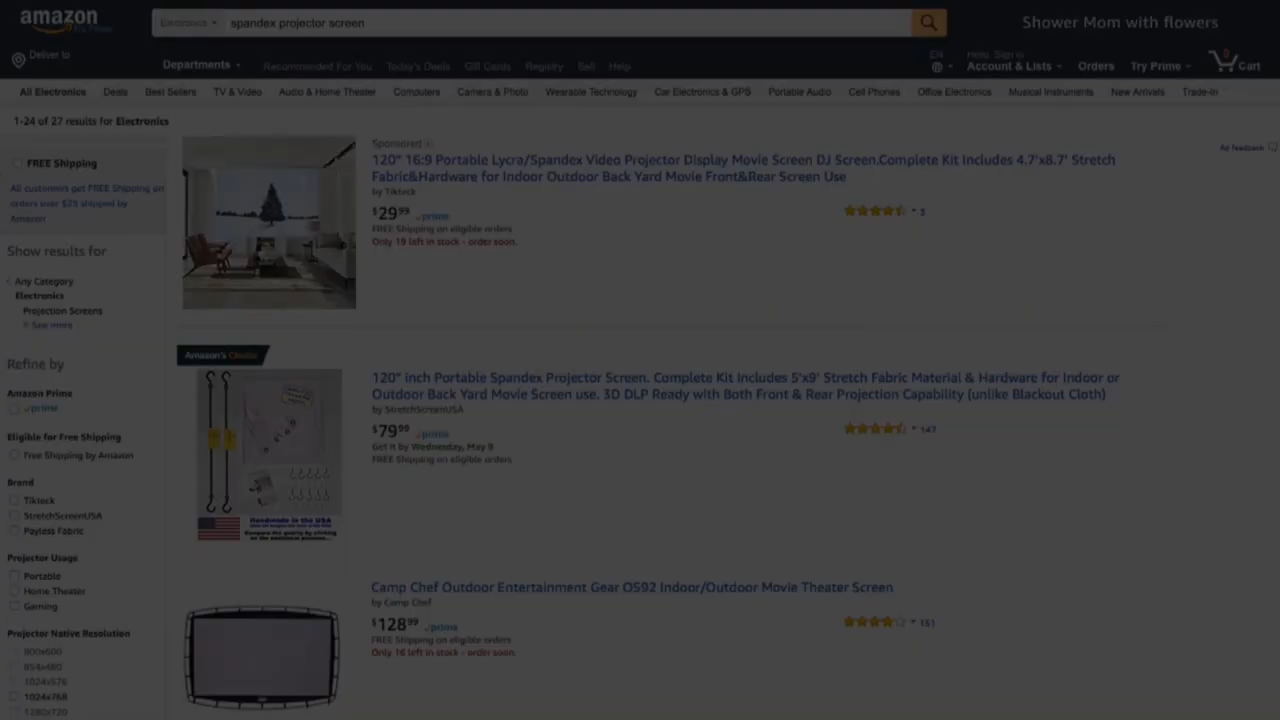 amazon
Electronics
spandex projector screen
Shower Mom with flowers
Deliver to
Departments
Recommended For You
Today's Deals
Gift Cards
Registry
Sell
Help
EN
Hello. Sign in
Account & Lists
Orders
Try Prime
0
Cart
All Electronics
Deals
Best Sellers
TV & Video
Audio & Home Theater
Computers
Camera & Photo
Wearable Technology
Car Electronics & GPS
Portable Audio
Cell Phones
Office Electronics
Musical Instruments
New Arrivals
Trade-In
1-24 of 27 results for Electronics
Ad feedback
FREE Shipping
All customers get FREE Shipping on
orders over $25 shipped by
Amazon
Show results for
Any Category
Electronics
Projection Screens
See more
Refine by
Amazon Prime
prime
Eligible for Free Shipping
Free Shipping by Amazon
Brand
Tikteck
StretchScreenUSA
Payless Fabric
Projector Usage
Portable
Home Theater
Gaming
Projector Native Resolution
800x600
854x480
1024x576
1024x768
1280x720
Sponsored
120" 16:9 Portable Lycra/Spandex Video Projector Display Movie Screen DJ Screen.Complete Kit Includes 4.7'x8.7' Stretch
Fabric&Hardware for Indoor Outdoor Back Yard Movie Front&Rear Screen Use
by Tikteck
$29.99 prime
FREE Shipping on eligible orders
Only 19 left in stock - order soon.
3
Amazon's Choice
120" inch Portable Spandex Projector Screen. Complete Kit Includes 5'x9' Stretch Fabric Material & Hardware for Indoor or
Outdoor Back Yard Movie Screen use. 3D DLP Ready with Both Front & Rear Projection Capability (unlike Blackout Cloth)
by StretchScreenUSA
$79.99 prime
Get it by Wednesday, May 9
FREE Shipping on eligible orders
147
Handmade in the USA
Camp Chef Outdoor Entertainment Gear OS92 Indoor/Outdoor Movie Theater Screen
by Camp Chef
$128.99 prime
FREE Shipping on eligible orders
Only 16 left in stock - order soon.
151